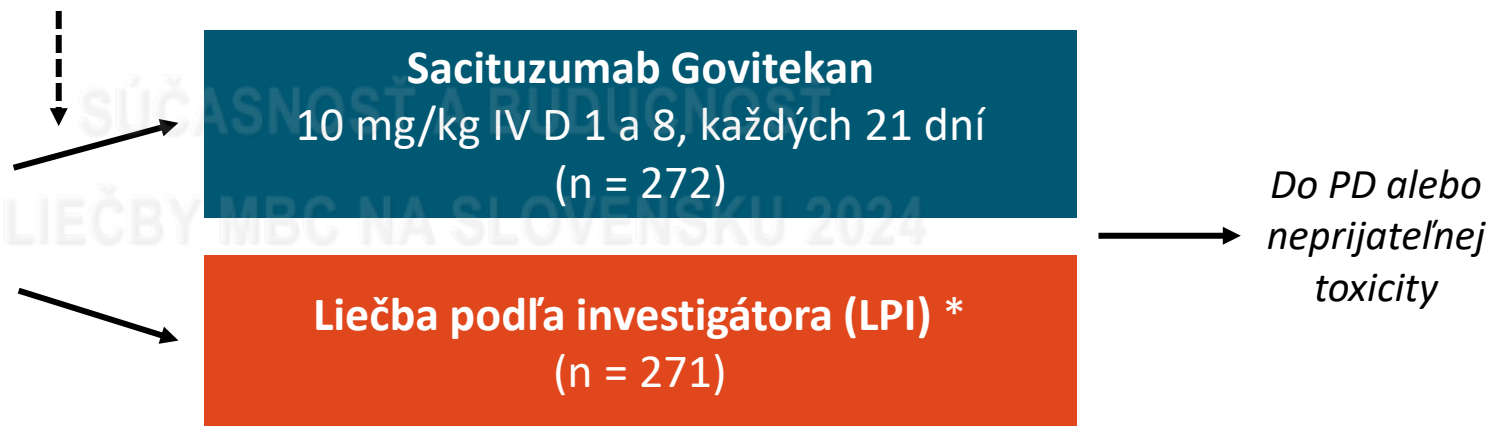 Sacituzumab Govitekan
10 mg/kg IV D 1 a 8, každých 21 dní
(n = 272)
SÚČASNOSŤ A BUDÚCNOSŤ
LIEČBY MBC NA SLOVENSKU 2024
Liečba podľa investigátora (LPI) *
(n = 271)
Do PD alebo
neprijateľnej
toxicity